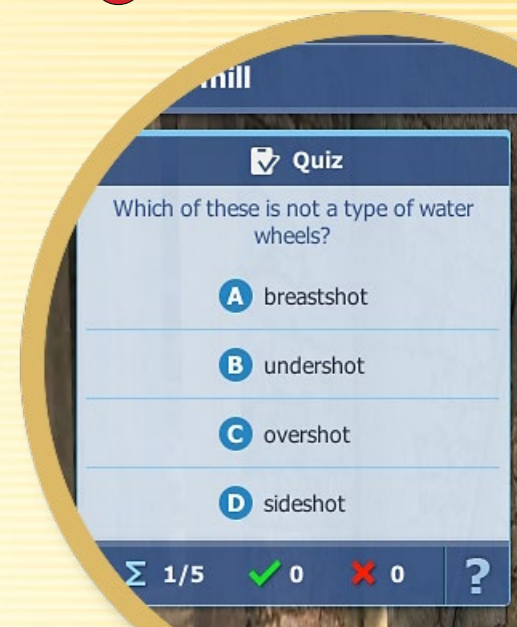 mill
Quiz
Which of these is not a type of water
wheels?
A breastshot
B undershot
C overshot
D sideshot
Σ 1/5 0 0 ?